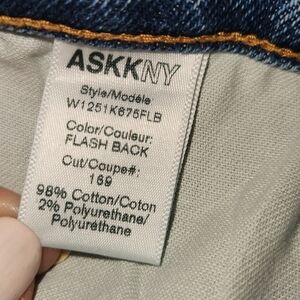 ASKKNY
Style/Modèle
W1251K675FLB
Color/Couleur:
FLASH BACK
Cut/Coupe#:
169
98% Cotton/Coton
2% Polyurethane/
Polyuréthane